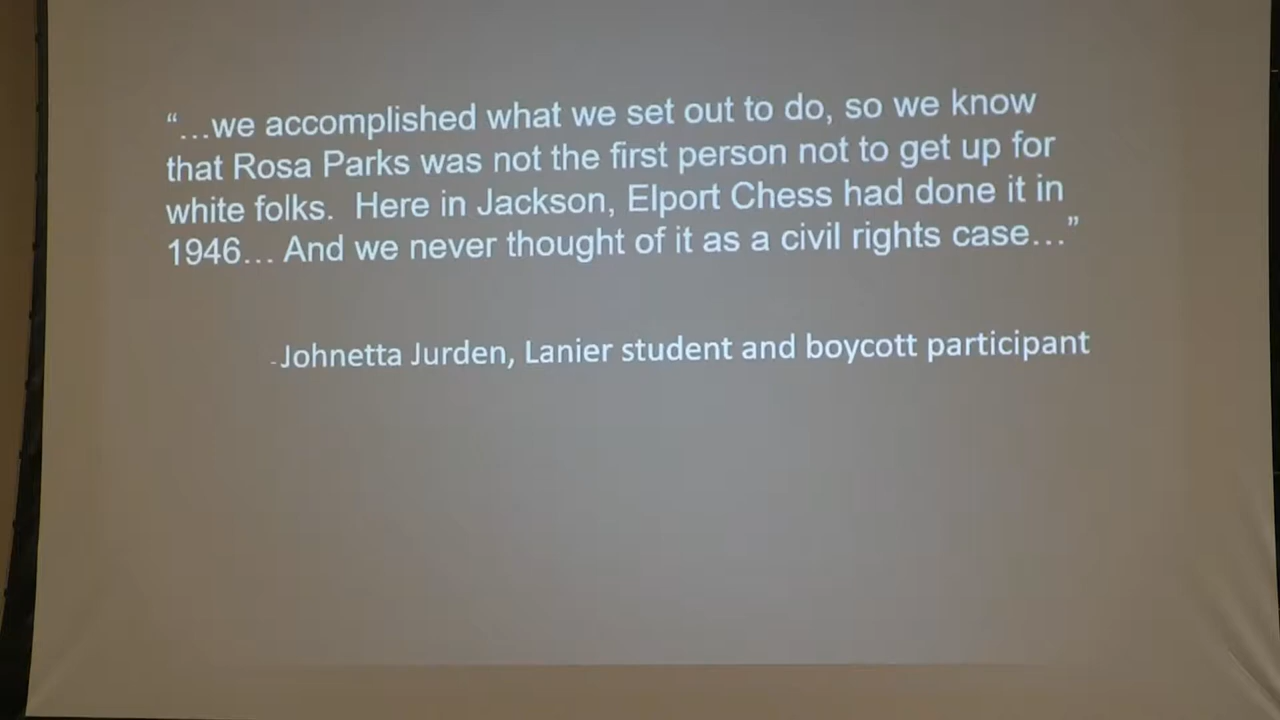 “…we accomplished what we set out to do, so we know
that Rosa Parks was not the first person not to get up for
white folks.  Here in Jackson, Elport Chess had done it in
1946… And we never thought of it as a civil rights case…”
-Johnetta Jurden, Lanier student and boycott participant